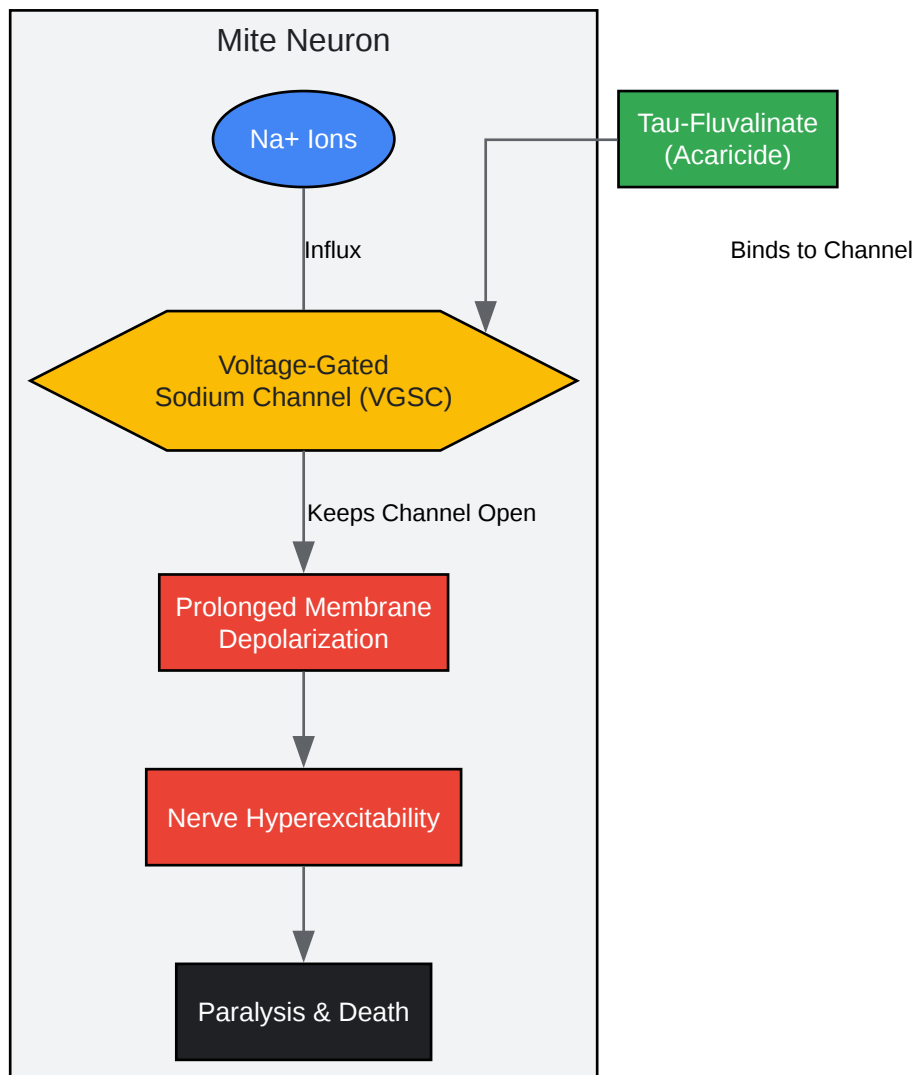 Mite Neuron
Na+ Ions
Tau-Fluvalinate
(Acaricide)
Influx
Binds to Channel
Voltage-Gated
Sodium Channel (VGSC)
Keeps Channel Open
Prolonged Membrane
Depolarization
Nerve Hyperexcitability
Paralysis & Death